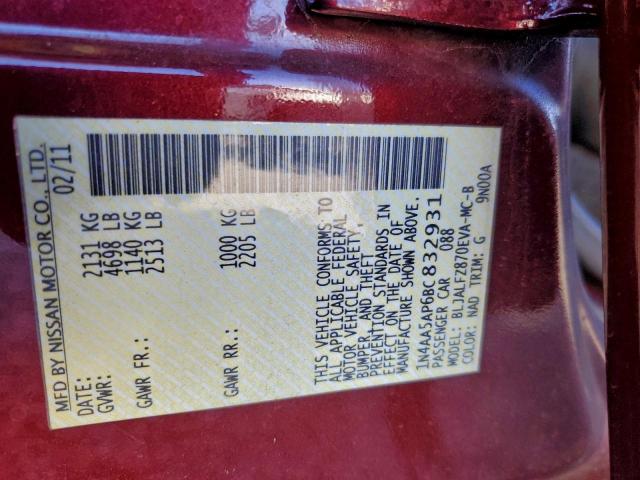 MFD BY NISSAN MOTOR CO., LTD.
DATE: 02/11
GVWR: 2131 KG
4698 LB
GAWR FR.: 1140 KG
2513 LB
GAWR RR.: 1000 KG
2205 LB
THIS VEHICLE CONFORMS TO
ALL APPLICABLE FEDERAL
MOTOR VEHICLE SAFETY,
BUMPER, AND THEFT
PREVENTION STANDARDS IN
EFFECT ON THE DATE OF
MANUFACTURE SHOWN ABOVE.
1N4AA5AP6BC832931
PASSENGER CAR 088
MODEL: BLJALFZ870EVA-MC-B
COLOR: NAD TRIM: G 9N00A